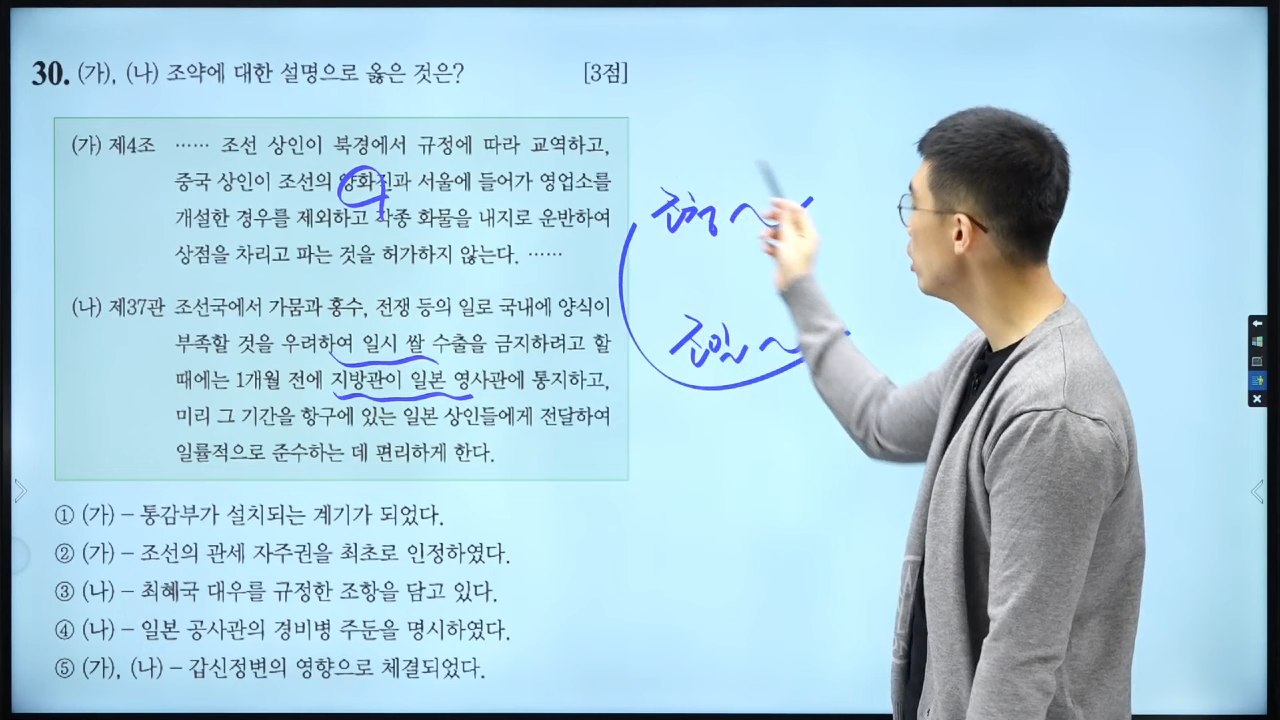 30. (가), (나) 조약에 대한 설명으로 옳은 것은? [3점]
(가) 제4조 …… 조선 상인이 북경에서 규정에 따라 교역하고,
중국 상인이 조선의 양화진과 서울에 들어가 영업소를
개설한 경우를 제외하고 각종 화물을 내지로 운반하여
상점을 차리고 파는 것을 허가하지 않는다. ……
조청
(나) 제37관 조선국에서 가뭄과 홍수, 전쟁 등의 일로 국내에 양식이
부족할 것을 우려하여 일시 쌀 수출을 금지하려고 할
때에는 1개월 전에 지방관이 일본 영사관에 통지하고,
미리 그 기간을 항구에 있는 일본 상인들에게 전달하여
일률적으로 준수하는 데 편리하게 한다.
조일
① (가) – 통감부가 설치되는 계기가 되었다.
② (가) – 조선의 관세 자주권을 최초로 인정하였다.
③ (나) – 최혜국 대우를 규정한 조항을 담고 있다.
④ (나) – 일본 공사관의 경비병 주둔을 명시하였다.
⑤ (가), (나) – 갑신정변의 영향으로 체결되었다.